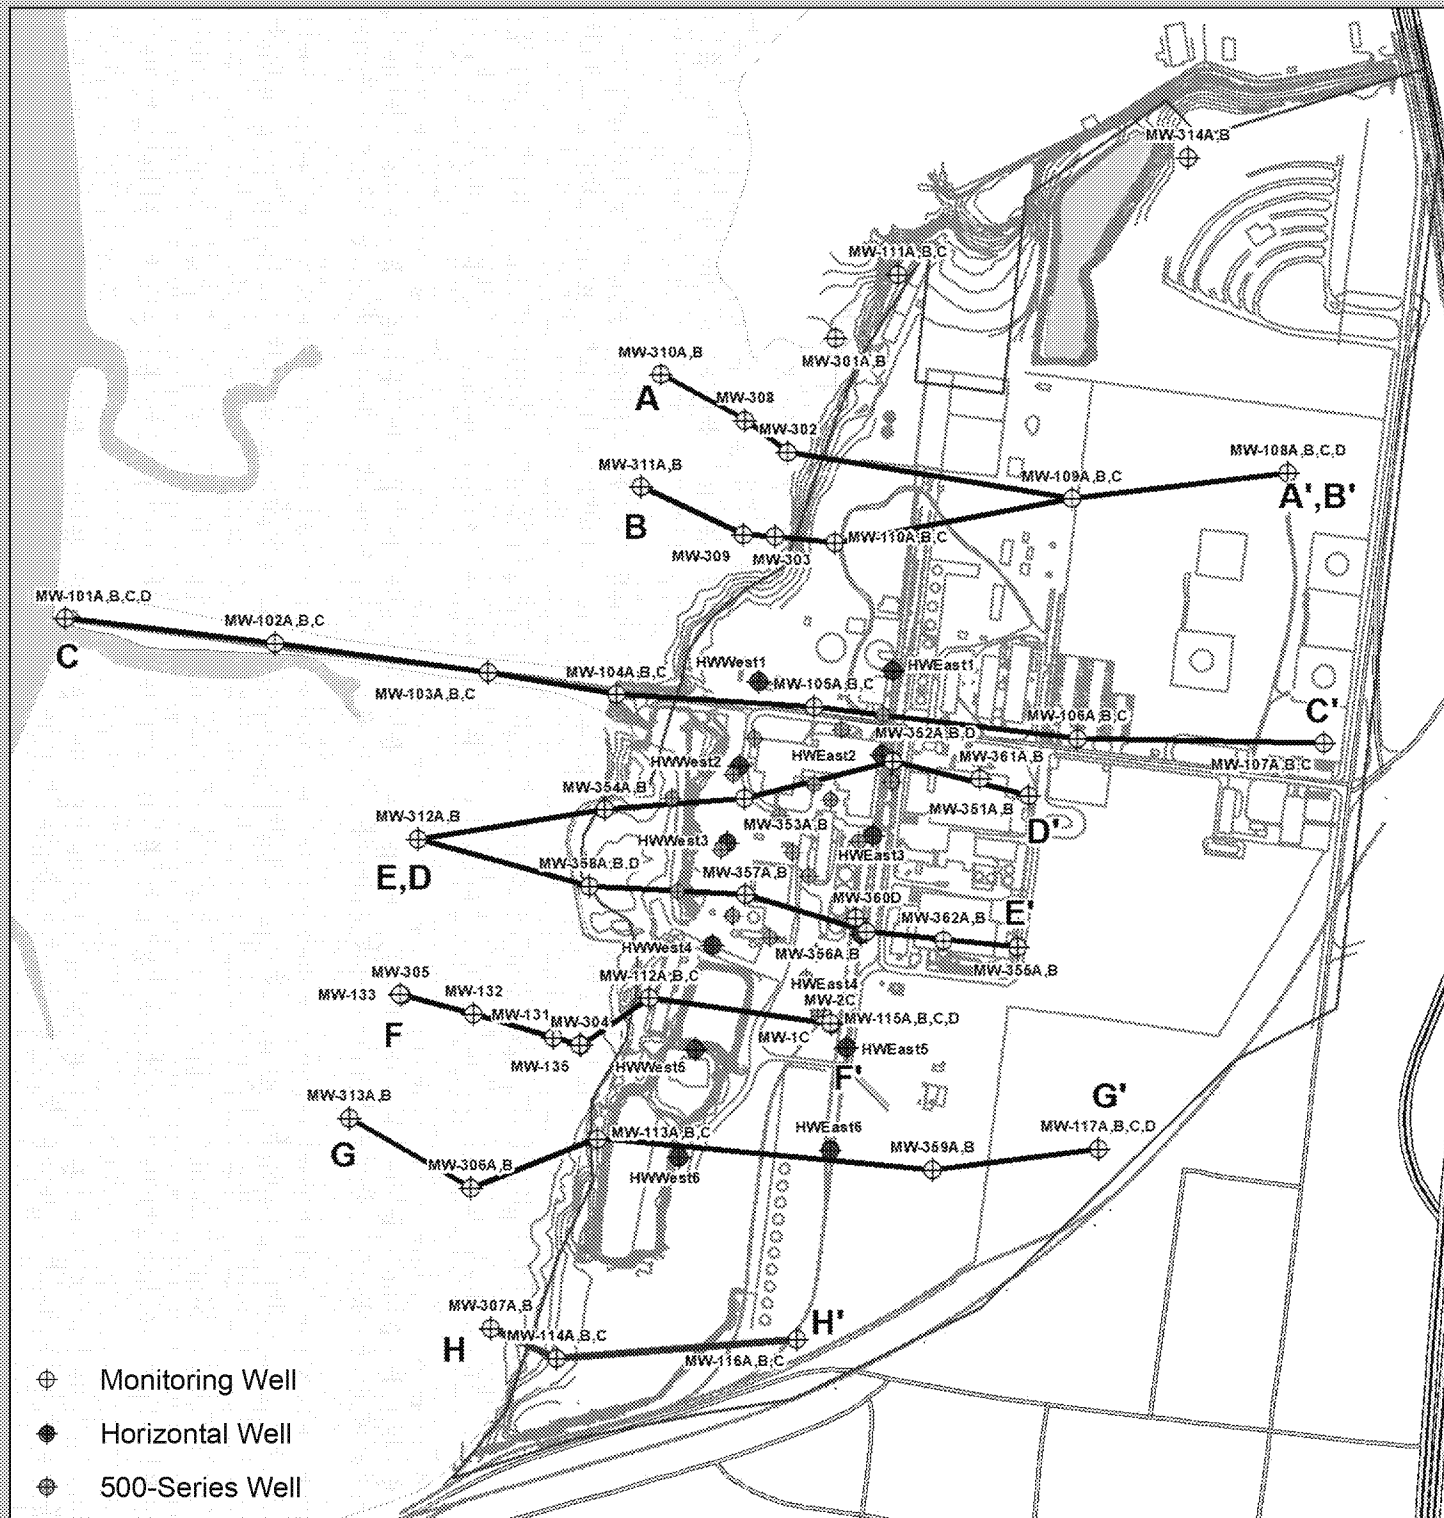 MW-314A,B
MW-111A,B,C
MW-301A,B
MW-310A,B
A
MW-308
MW-302
MW-311A,B
B
MW-109A,B,C
MW-108A,B,C,D
A',B'
MW-309
MW-303
MW-110A,B,C
MW-101A,B,C,D
C
MW-102A,B,C
MW-103A,B,C
MW-104A,B,C
HWWest1
MW-105A,B,C
HWEast1
MW-106A,B,C
C'
MW-107A,B,C
MW-352A,B,D
HWEast2
MW-361A,B
HWWest2
MW-354A,B
MW-351A,B
D'
MW-312A,B
E,D
MW-353A,B
HWWest3
HWEast3
MW-358A,B,D
MW-357A,B
MW-360D
MW-362A,B
E'
HWWest4
MW-356A,B
MW-355A,B
MW-305
MW-133
MW-132
F
MW-131
MW-304
MW-135
MW-112A,B,C
HWEast4
MW-2C
MW-115A,B,C,D
MW-1C
HWWest5
HWEast5
F'
MW-313A,B
G
MW-306A,B
MW-113A,B,C
HWWest6
HWEast6
MW-359A,B
G'
MW-117A,B,C,D
MW-307A,B
H
MW-114A,B,C
MW-116A,B,C
H'
Monitoring Well
Horizontal Well
500-Series Well